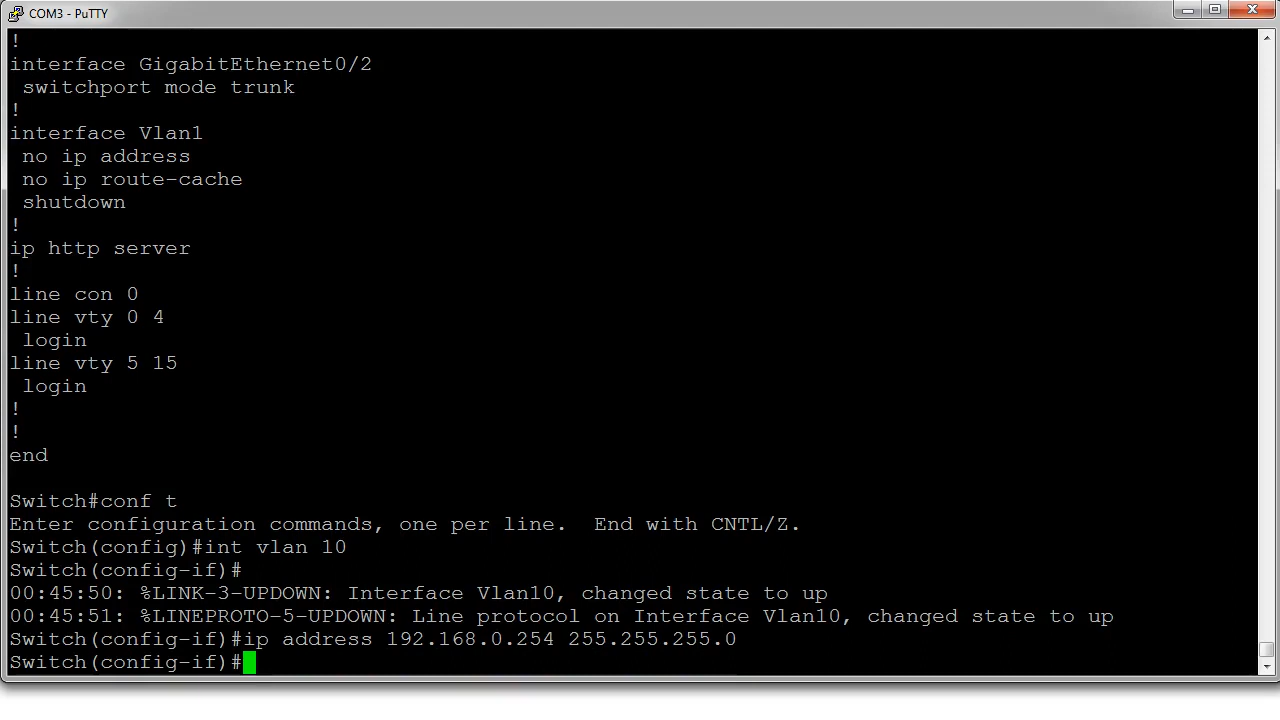 COM3 - PuTTY
!
interface GigabitEthernet0/2
 switchport mode trunk
!
interface Vlan1
 no ip address
 no ip route-cache
 shutdown
!
ip http server
!
line con 0
line vty 0 4
 login
line vty 5 15
 login
!
!
end
Switch#conf t
Enter configuration commands, one per line.  End with CNTL/Z.
Switch(config)#int vlan 10
Switch(config-if)#
00:45:50: %LINK-3-UPDOWN: Interface Vlan10, changed state to up
00:45:51: %LINEPROTO-5-UPDOWN: Line protocol on Interface Vlan10, changed state to up
Switch(config-if)#ip address 192.168.0.254 255.255.255.0
Switch(config-if)#